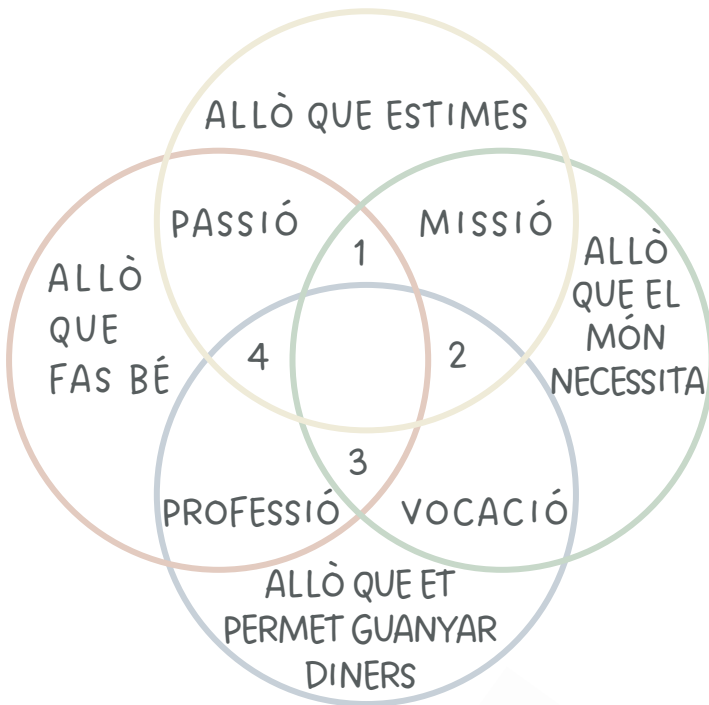 ALLÒ QUE ESTIMES
PASSIÓ
MISSIÓ
1
ALLÒ
QUE
FAS BÉ
ALLÒ
QUE EL
MÓN
NECESSITA
4
2
3
PROFESSIÓ
VOCACIÓ
ALLÒ QUE ET
PERMET GUANYAR
DINERS